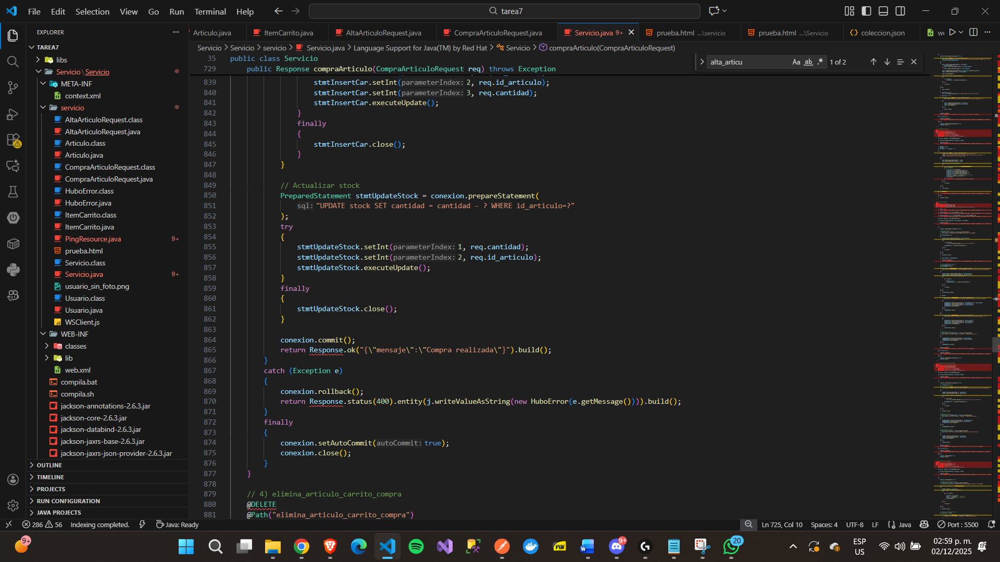 File Edit Selection View Go Run Terminal Help
tarea7
EXPLORER
TAREA7
libs
Servicio \ Servicio
META-INF
context.xml
servicio
AltaArticuloRequest.class
AltaArticuloRequest.java
Articulo.class
Articulo.java
CompraArticuloRequest.class
CompraArticuloRequest.java
HuboError.class
HuboError.java
ItemCarrito.class
ItemCarrito.java
PingResource.java 9+
prueba.html
Servicio.class
Servicio.java 9+
usuario_sin_foto.png
Usuario.class
Usuario.java
WSClient.js
WEB-INF
classes
lib
web.xml
compila.bat
compila.sh
jackson-annotations-2.6.3.jar
jackson-core-2.6.3.jar
jackson-databind-2.6.3.jar
jackson-jaxrs-base-2.6.3.jar
jackson-jaxrs-json-provider-2.6.3.jar
OUTLINE
TIMELINE
PROJECTS
RUN CONFIGURATION
JAVA PROJECTS
Articulo.java ItemCarrito.java AltaArticuloRequest.java CompraArticuloRequest.java Servicio.java 9+ prueba.html ...\servicio prueba.html ...\Servicio coleccion.json we
Servicio > Servicio > servicio > Servicio.java > Language Support for Java(TM) by Red Hat > Servicio > compraArticulo(CompraArticuloRequest)
alta_articu Aa ab .* 1 of 2
35 public class Servicio
729 public Response compraArticulo(CompraArticuloRequest req) throws Exception
839 stmtInsertCar.setInt(parameterIndex: 2, req.id_articulo);
840 stmtInsertCar.setInt(parameterIndex: 3, req.cantidad);
841 stmtInsertCar.executeUpdate();
842 }
843 finally
844 {
845 stmtInsertCar.close();
846 }
847 }
848
849 // Actualizar stock
850 PreparedStatement stmtUpdateStock = conexion.prepareStatement(
851 sql: "UPDATE stock SET cantidad = cantidad - ? WHERE id_articulo=?"
852 );
853 try
854 {
855 stmtUpdateStock.setInt(parameterIndex: 1, req.cantidad);
856 stmtUpdateStock.setInt(parameterIndex: 2, req.id_articulo);
857 stmtUpdateStock.executeUpdate();
858 }
859 finally
860 {
861 stmtUpdateStock.close();
862 }
863
864 conexion.commit();
865 return Response.ok("{\"mensaje\":\"Compra realizada\"}").build();
866 }
867 catch (Exception e)
868 {
869 conexion.rollback();
870 return Response.status(400).entity(j.writeValueAsString(new HuboError(e.getMessage()))).build();
871 }
872 finally
873 {
874 conexion.setAutoCommit(autoCommit: true);
875 conexion.close();
876 }
877 }
878
879 // 4) elimina_articulo_carrito_compra
880 @DELETE
881 @Path("elimina_articulo_carrito_compra")
286 56 Indexing completed. Java: Ready
Ln 725, Col 10 Spaces: 4 UTF-8 LF {} Java Port : 5500
9+
PDF
9+
20
ESP
US
02:59 p. m.
02/12/2025